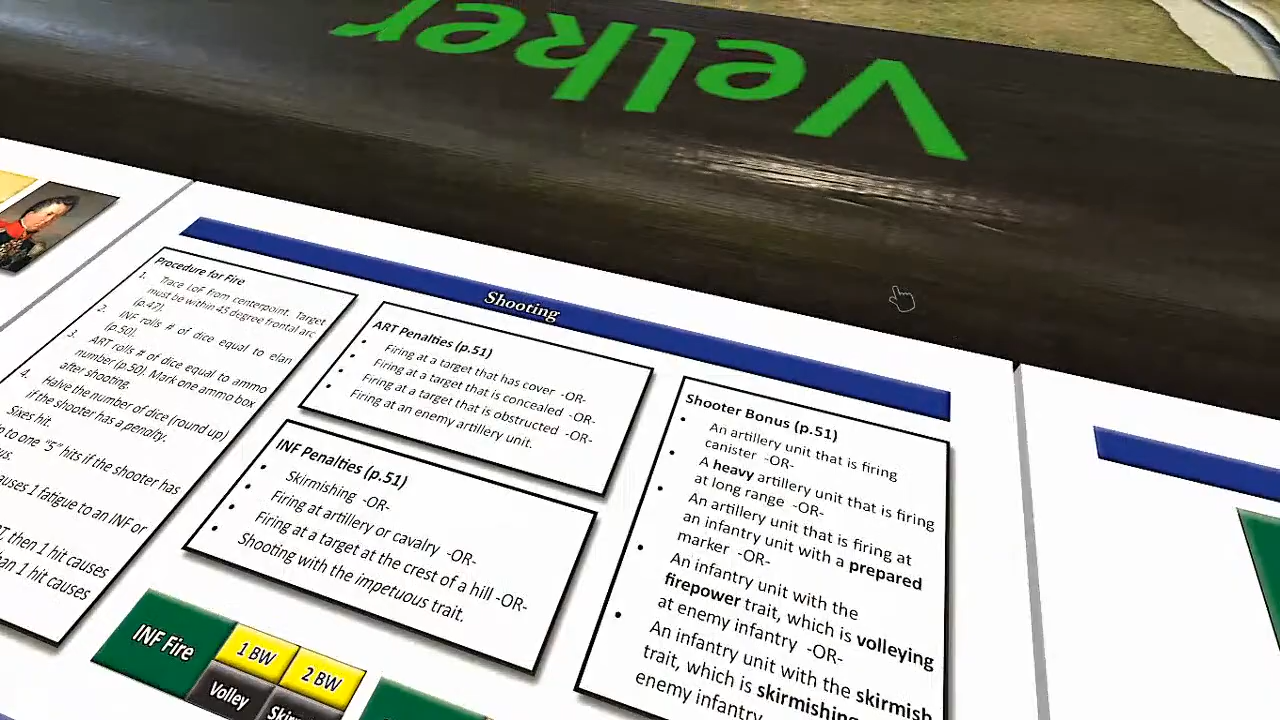 Velker
Shooting
Procedure for Fire
1. Trace LoF from centerpoint. Target
must be within 45 degree frontal arc
(p.47).
2. INF rolls # of dice equal to elan
(p.50).
3. ART rolls # of dice equal to ammo
number (p.50). Mark one ammo box
after shooting.
4. Halve the number of dice (round up)
if the shooter has a penalty.
Sixes hit.
to one "5" hits if the shooter has
us.
auses 1 fatigue to an INF or
T, then 1 hit causes
han 1 hit causes
ART Penalties (p.51)
• Firing at a target that has cover -OR-
• Firing at a target that is concealed -OR-
• Firing at a target that is obstructed -OR-
• Firing at an enemy artillery unit.
INF Penalties (p.51)
• Skirmishing -OR-
• Firing at artillery or cavalry -OR-
• Firing at a target at the crest of a hill -OR-
• Shooting with the impetuous trait.
Shooter Bonus (p.51)
• An artillery unit that is firing
canister -OR-
• A heavy artillery unit that is firing
at long range -OR-
• An artillery unit that is firing at
an infantry unit with a prepared
marker -OR-
• An infantry unit with the
firepower trait, which is volleying
at enemy infantry -OR-
• An infantry unit with the skirmish
trait, which is skirmishing
enemy infantry
INF Fire
1 BW
2 BW
Volley
Skir